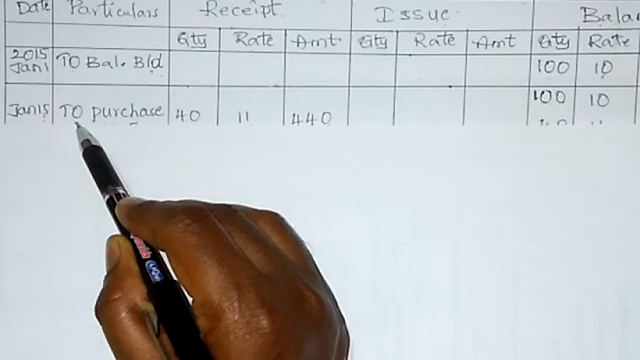 Date Particulars Receipt Issue Bala
Qty Rate Amt Qty Rate Amt Qty Rate
2015
Jan1 TO Bal. B/d 100 10
100 10
Jan15 TO purchase 40 11 440